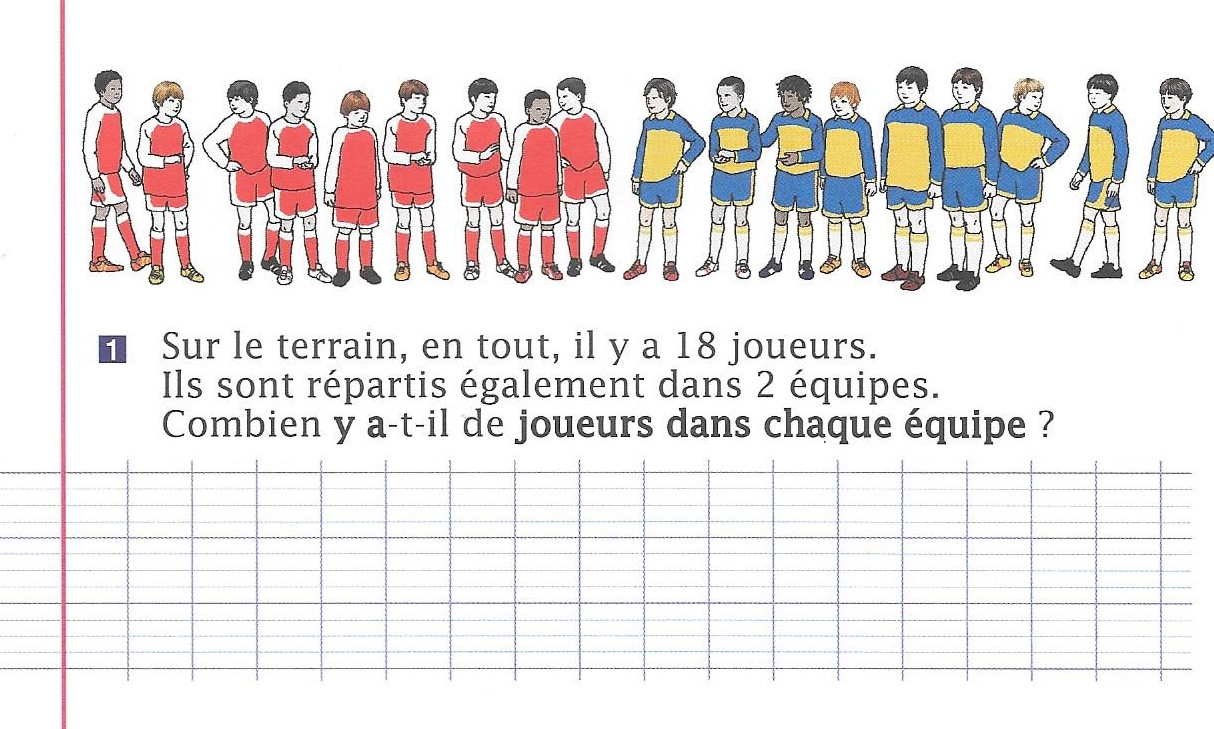 1 Sur le terrain, en tout, il y a 18 joueurs.
Ils sont répartis également dans 2 équipes.
Combien y a-t-il de joueurs dans chaque équipe ?